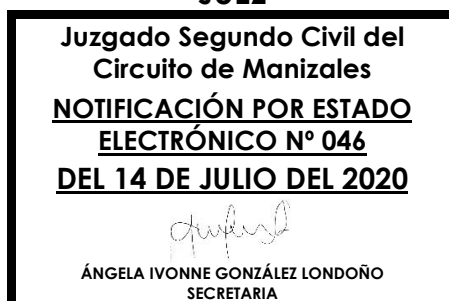 JUEZ
Juzgado Segundo Civil del
Circuito de Manizales
NOTIFICACIÓN POR ESTADO
ELECTRÓNICO Nº 046
DEL 14 DE JULIO DEL 2020
ÁNGELA IVONNE GONZÁLEZ LONDOÑO
SECRETARIA